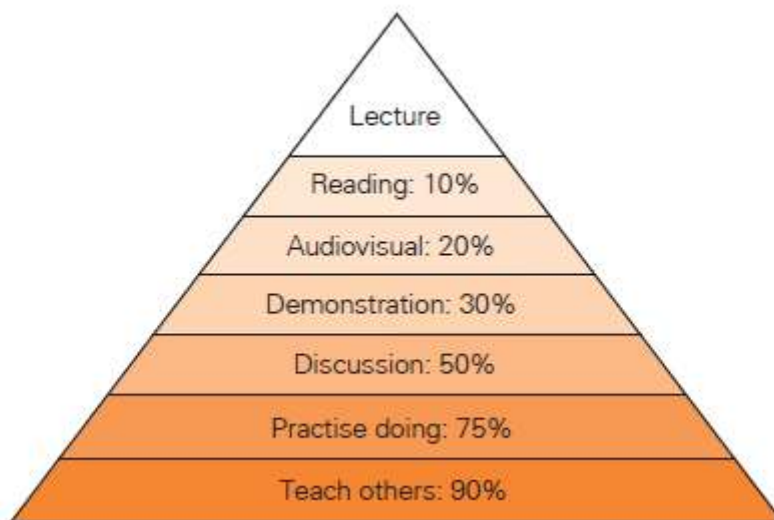 Lecture
Reading: 10%
Audiovisual: 20%
Demonstration: 30%
Discussion: 50%
Practise doing: 75%
Teach others: 90%